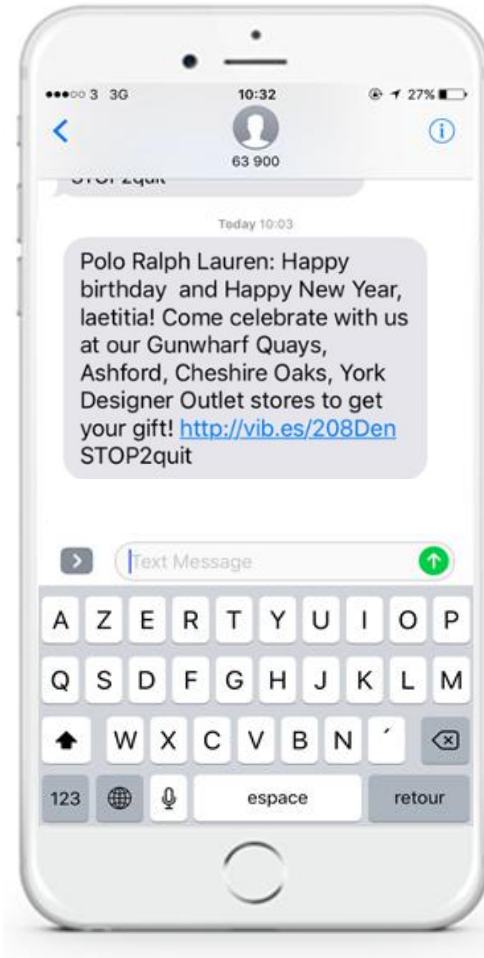 3 3G 10:32 27%
63 900
STOP2quit
Today 10:03
Polo Ralph Lauren: Happy
birthday  and Happy New Year,
laetitia! Come celebrate with us
at our Gunwharf Quays,
Ashford, Cheshire Oaks, York
Designer Outlet stores to get
your gift! http://vib.es/208Den
STOP2quit
Text Message
A Z E R T Y U I O P
Q S D F G H J K L M
W X C V B N ´
123 espace retour